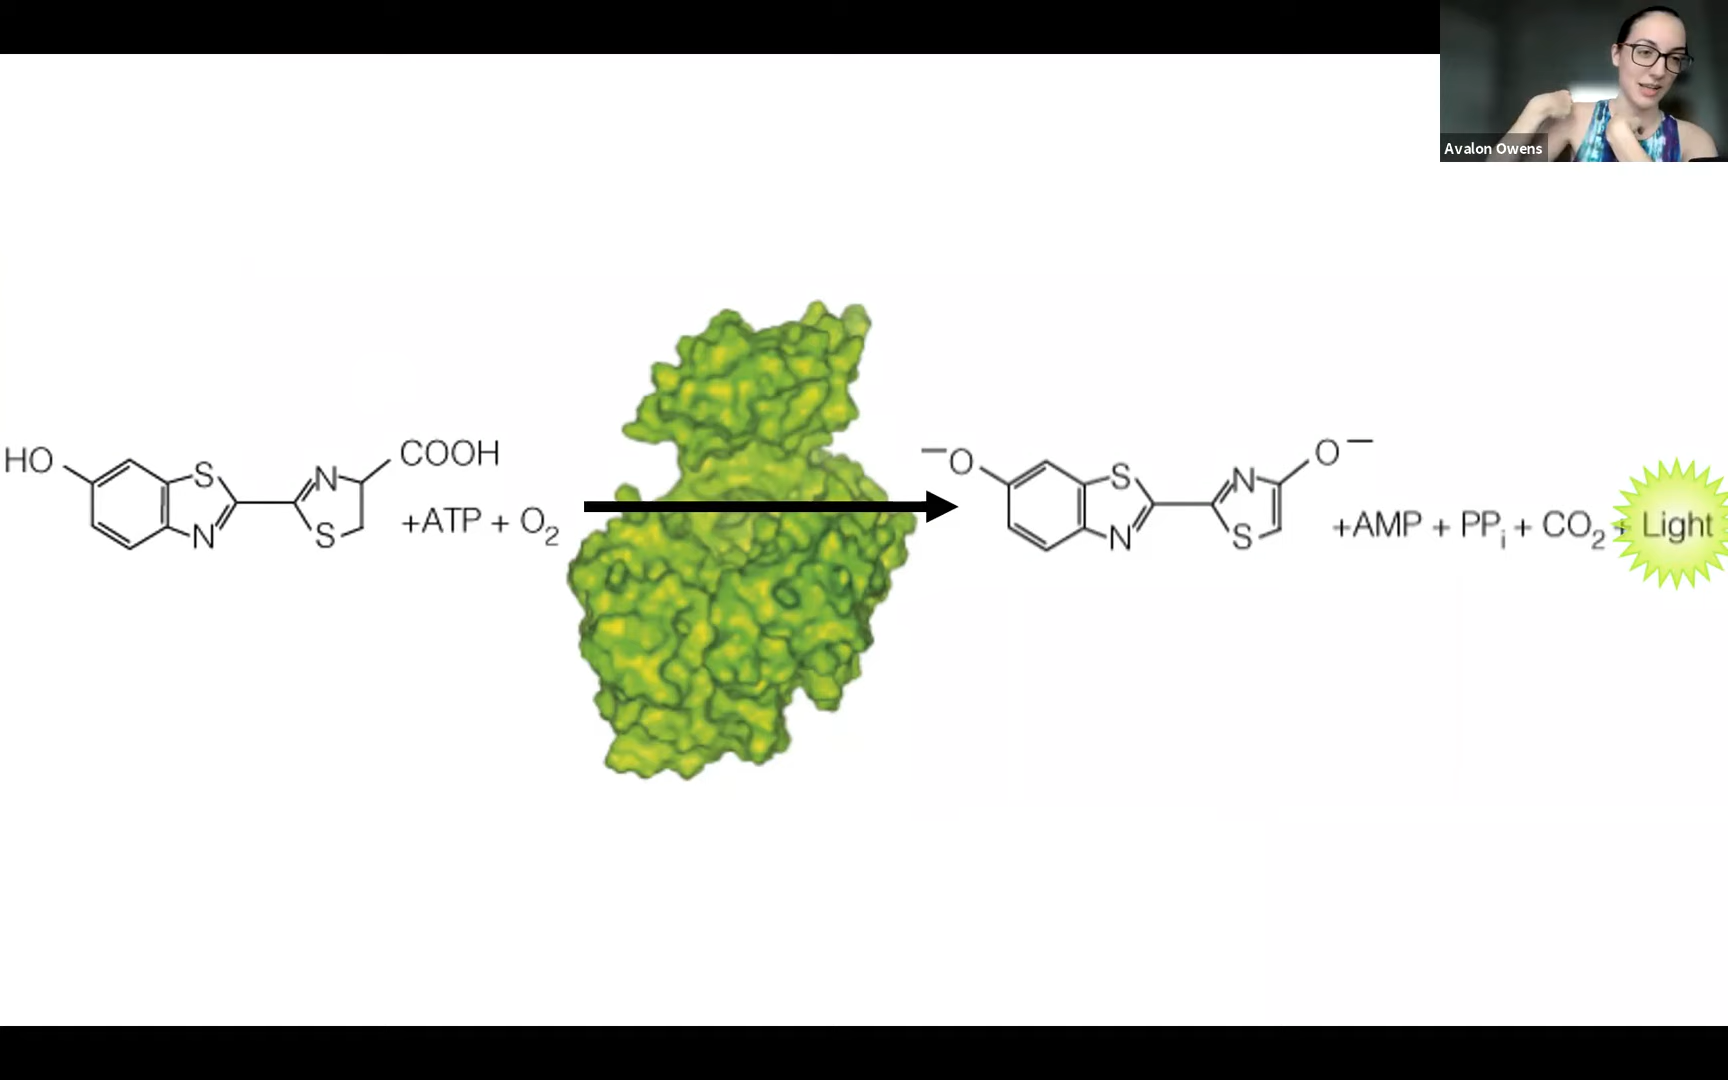 Avalon Owens
HO
S
N
N
S
COOH
+ATP + O2
−O
S
N
N
S
O−
+AMP + PPi + CO2 + Light